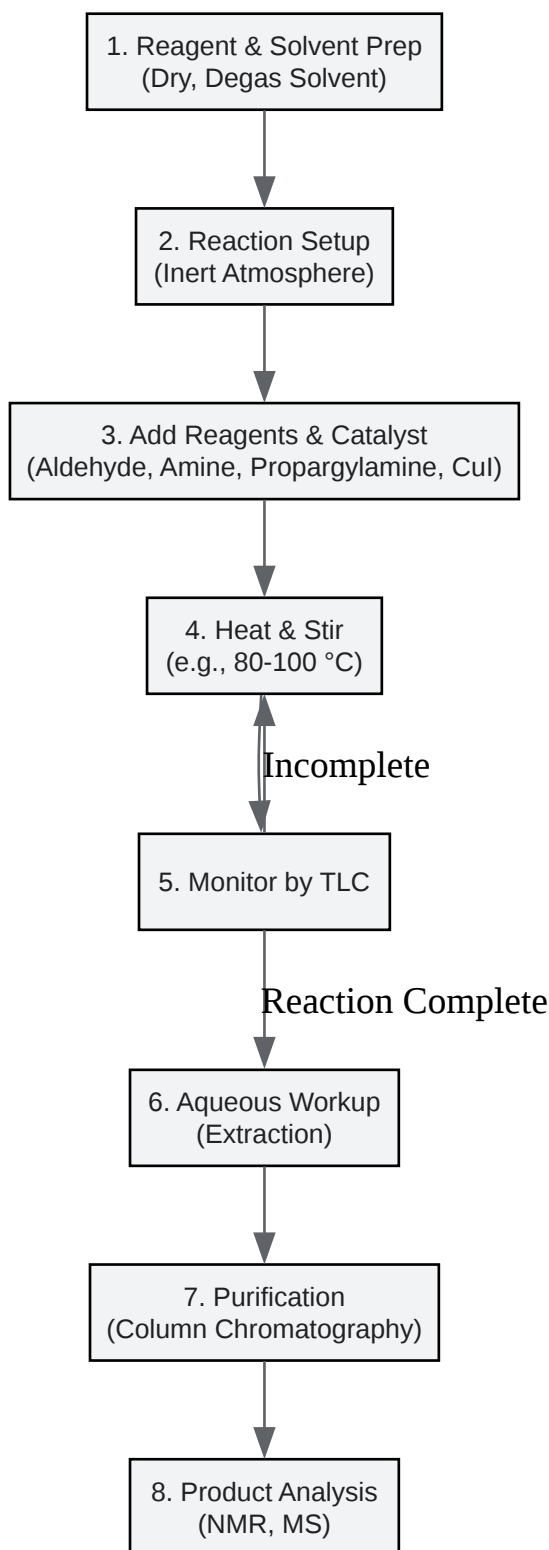 1. Reagent & Solvent Prep
(Dry, Degas Solvent)
2. Reaction Setup
(Inert Atmosphere)
3. Add Reagents & Catalyst
(Aldehyde, Amine, Propargylamine, CuI)
4. Heat & Stir
(e.g., 80-100 °C)
Incomplete
5. Monitor by TLC
Reaction Complete
6. Aqueous Workup
(Extraction)
7. Purification
(Column Chromatography)
8. Product Analysis
(NMR, MS)